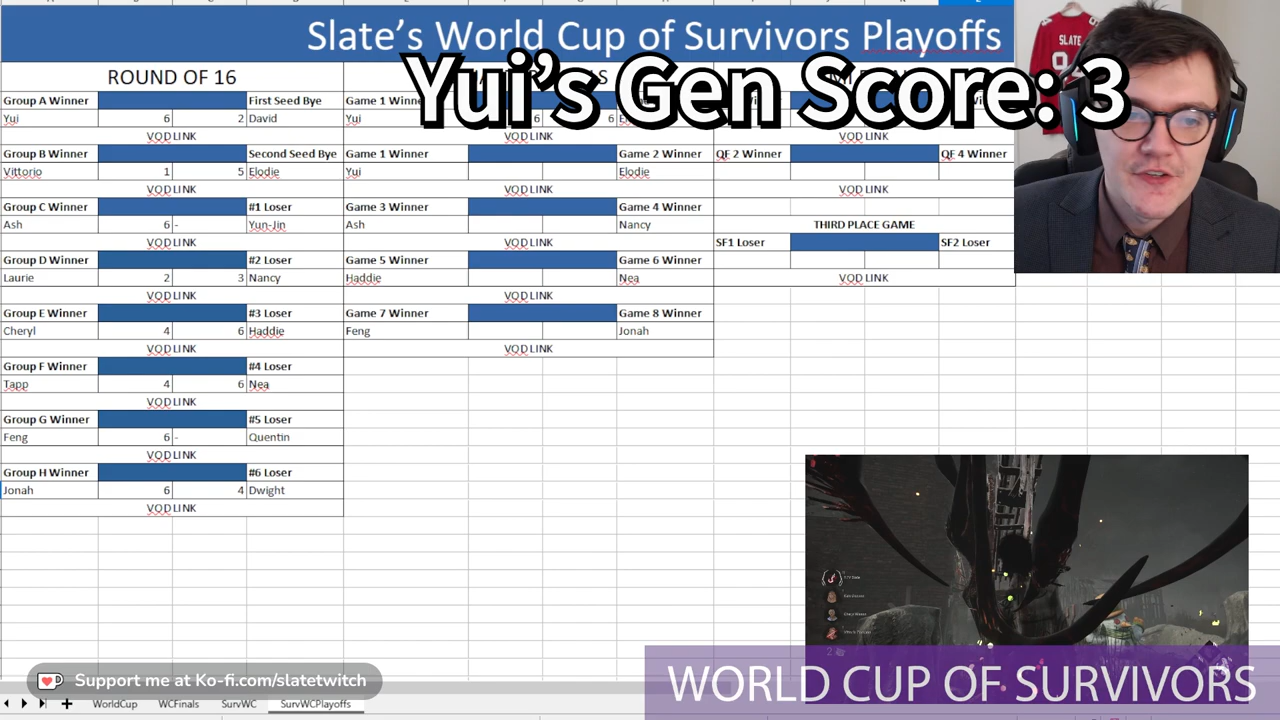 Slate’s World Cup of Survivors Playoffs
Yui’s Gen Score: 3
SLATE
ROUND OF 16
Group A Winner First Seed Bye Game 1 Winner
Yui 6 2 David Yui 6 6
VOD LINK VOD LINK VOD LINK
Group B Winner Second Seed Bye Game 1 Winner Game 2 Winner QF 2 Winner QF 4 Winner
Vittorio 1 5 Elodie Yui Elodie
VOD LINK VOD LINK VOD LINK
Group C Winner #1 Loser Game 3 Winner Game 4 Winner
Ash 6 - Yun-Jin Ash Nancy THIRD PLACE GAME
VOD LINK VOD LINK SF1 Loser SF2 Loser
Group D Winner #2 Loser Game 5 Winner Game 6 Winner
Laurie 2 3 Nancy Haddie Nea VOD LINK
VOD LINK VOD LINK
Group E Winner #3 Loser Game 7 Winner Game 8 Winner
Cheryl 4 6 Haddie Feng Jonah
VOD LINK VOD LINK
Group F Winner #4 Loser
Tapp 4 6 Nea
VOD LINK
Group G Winner #5 Loser
Feng 6 - Quentin
VOD LINK
Group H Winner #6 Loser
Jonah 6 4 Dwight
VOD LINK
Support me at Ko-fi.com/slatetwitch
WORLD CUP OF SURVIVORS
WorldCup WCFinals SurvWC SurvWCPlayoffs